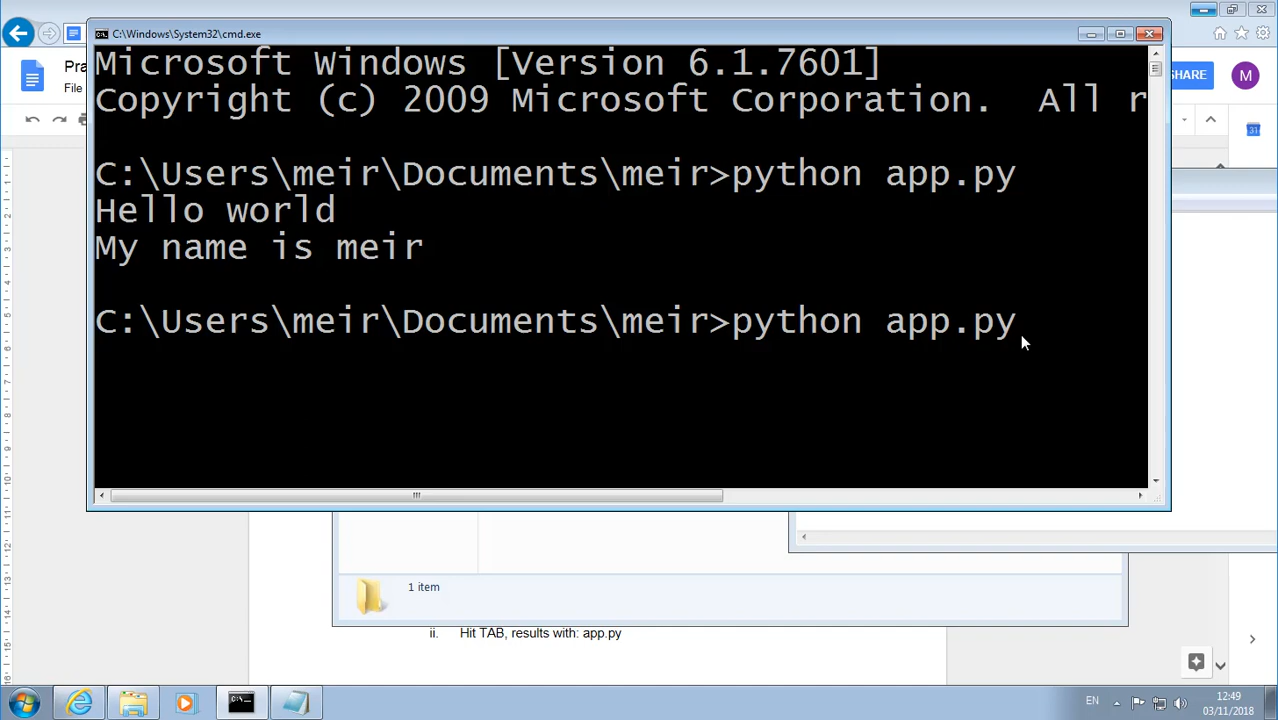 C:\Windows\System32\cmd.exe
Microsoft Windows [Version 6.1.7601]
Copyright (c) 2009 Microsoft Corporation.  All r
C:\Users\meir\Documents\meir>python app.py
Hello world
My name is meir
C:\Users\meir\Documents\meir>python app.py
Pra
File
SHARE
M
31
1 item
ii. Hit TAB, results with: app.py
EN
12:49
03/11/2018